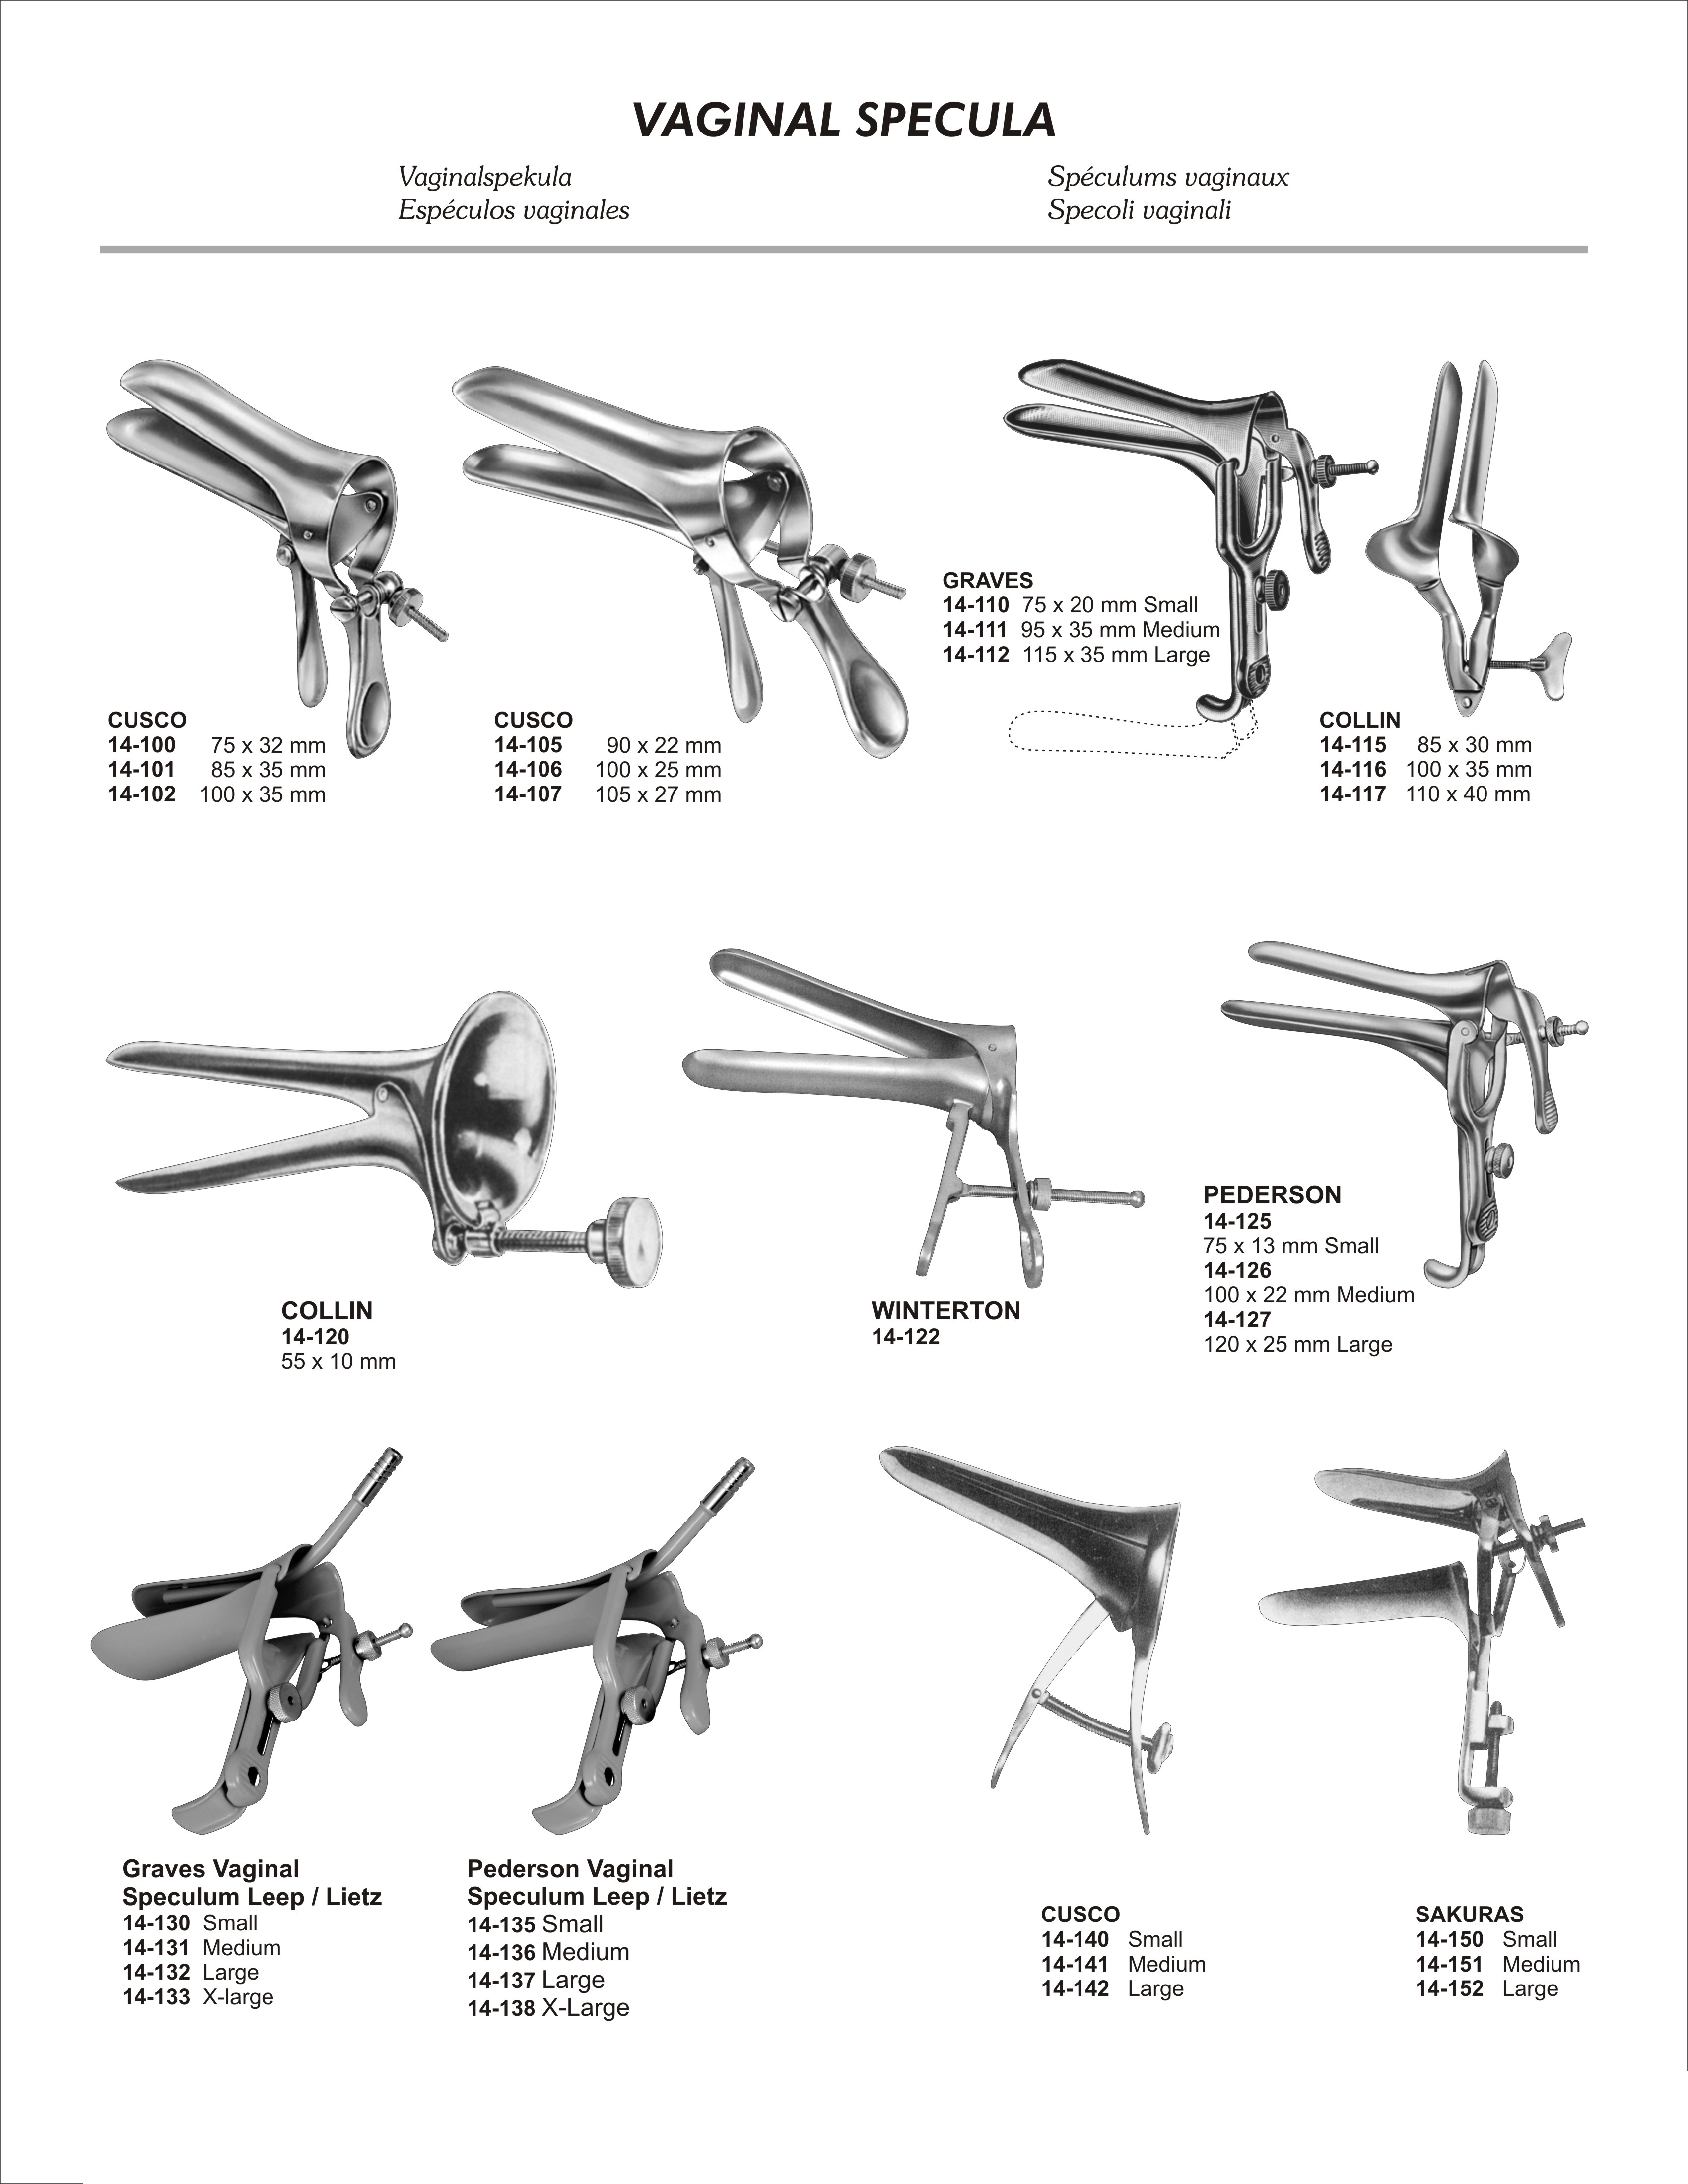 VAGINAL SPECULA
Vaginalspekula
Espéculos vaginales
Spéculums vaginaux
Specoli vaginali
CUSCO
14-100 75 x 32 mm
14-101 85 x 35 mm
14-102 100 x 35 mm
CUSCO
14-105 90 x 22 mm
14-106 100 x 25 mm
14-107 105 x 27 mm
GRAVES
14-110 75 x 20 mm Small
14-111 95 x 35 mm Medium
14-112 115 x 35 mm Large
COLLIN
14-115 85 x 30 mm
14-116 100 x 35 mm
14-117 110 x 40 mm
COLLIN
14-120
55 x 10 mm
WINTERTON
14-122
PEDERSON
14-125
75 x 13 mm Small
14-126
100 x 22 mm Medium
14-127
120 x 25 mm Large
Graves Vaginal
Speculum Leep / Lietz
14-130 Small
14-131 Medium
14-132 Large
14-133 X-large
Pederson Vaginal
Speculum Leep / Lietz
14-135 Small
14-136 Medium
14-137 Large
14-138 X-Large
CUSCO
14-140 Small
14-141 Medium
14-142 Large
SAKURAS
14-150 Small
14-151 Medium
14-152 Large